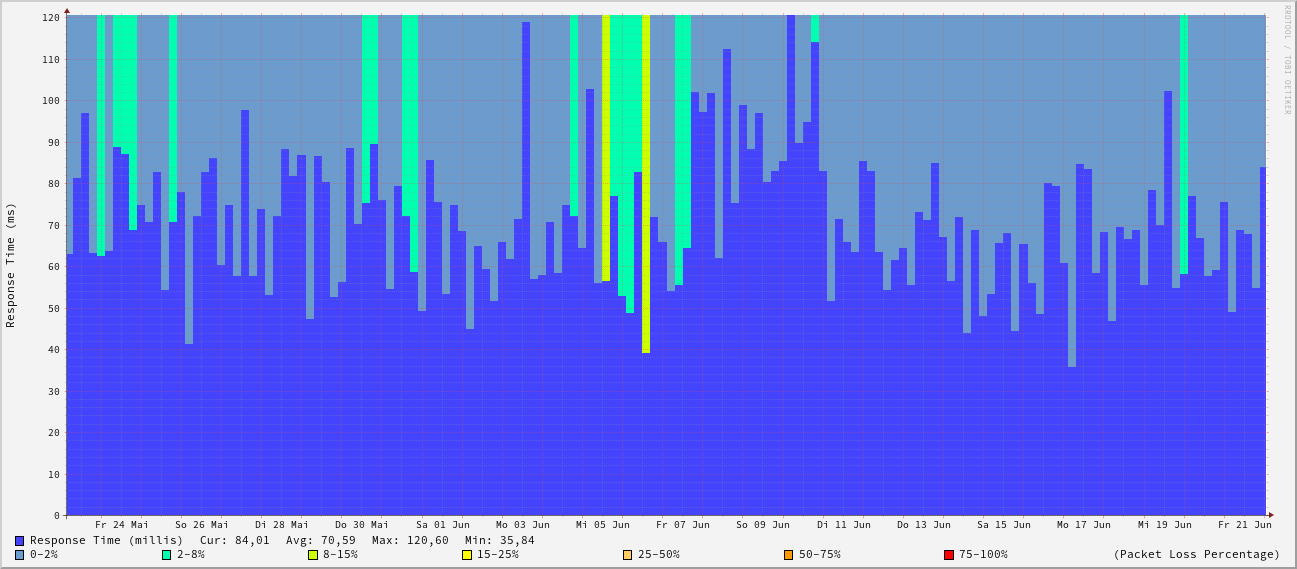 RRDTOOL / TOBI OETIKER
Response Time (ms)
120
110
100
90
80
70
60
50
40
30
20
10
0
Fr 24 Mai So 26 Mai Di 28 Mai Do 30 Mai Sa 01 Jun Mo 03 Jun Mi 05 Jun Fr 07 Jun So 09 Jun Di 11 Jun Do 13 Jun Sa 15 Jun Mo 17 Jun Mi 19 Jun Fr 21 Jun
Response Time (millis) Cur: 84,01 Avg: 70,59 Max: 120,60 Min: 35,84
0-2% 2-8% 8-15% 15-25% 25-50% 50-75% 75-100% (Packet Loss Percentage)